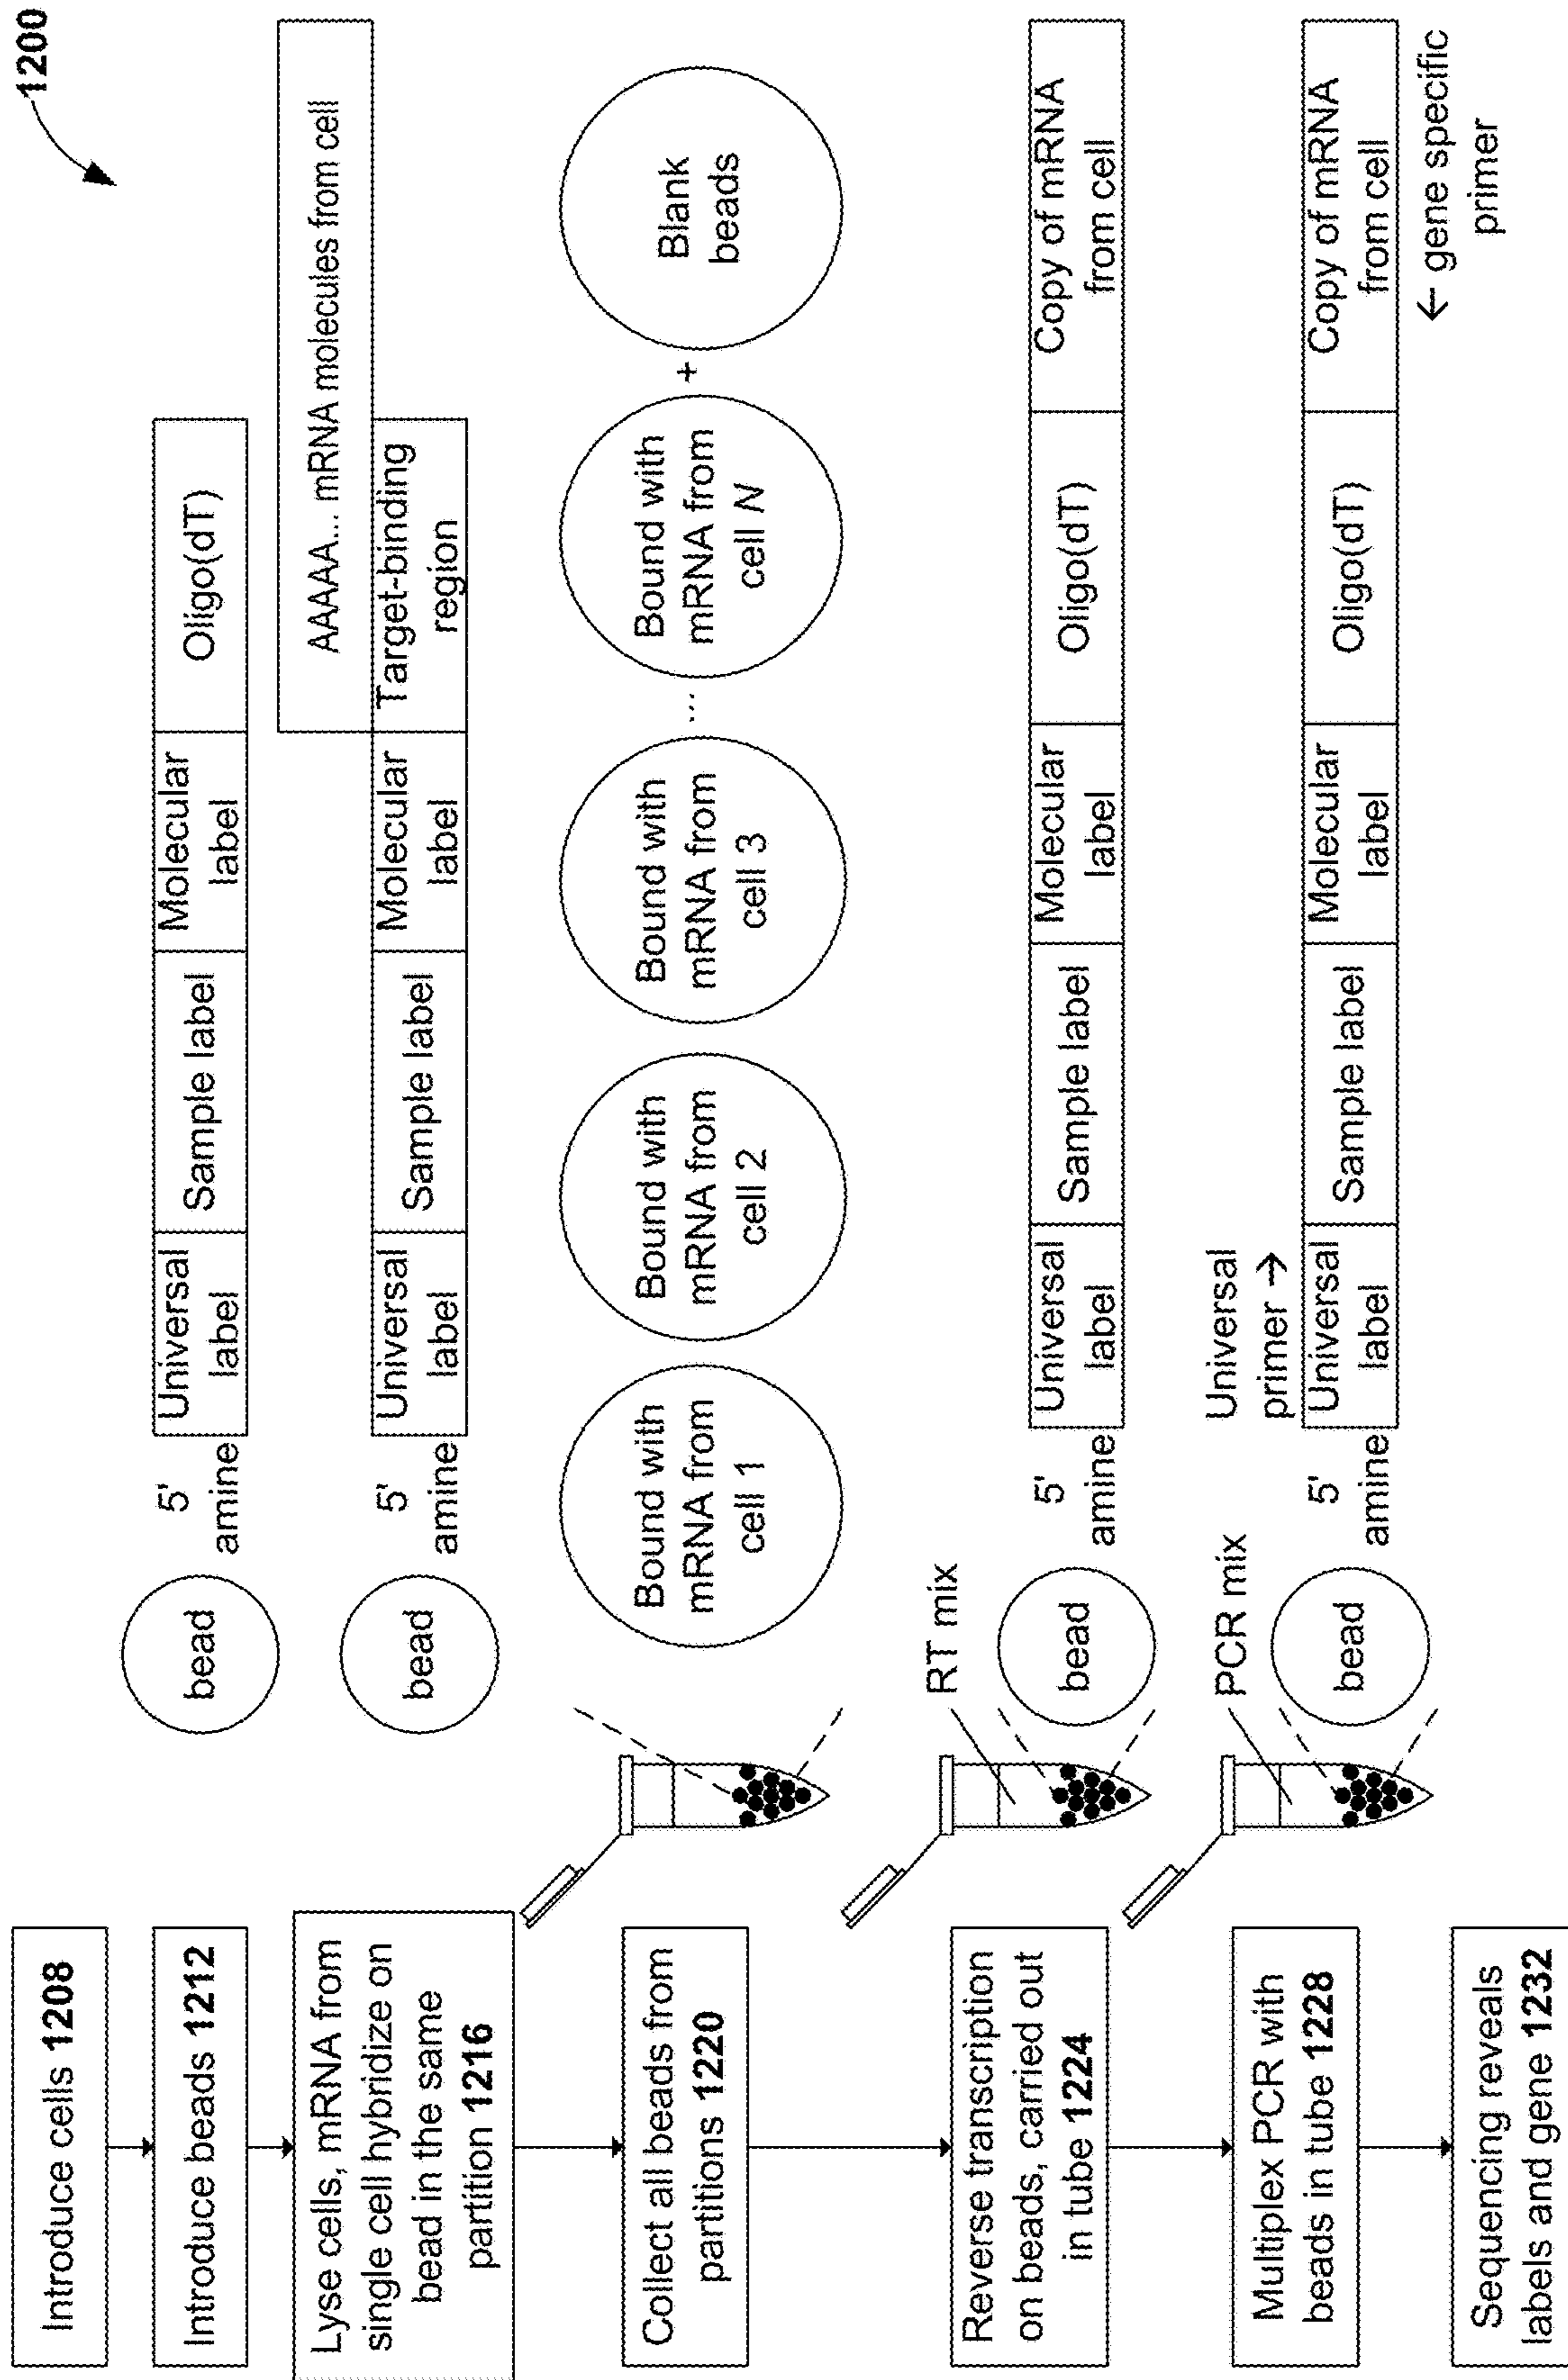 1200
Introduce cells 1208
Introduce beads 1212
bead
5'
amine
Universal
label
Sample label
Molecular
label
Oligo(dT)
Lyse cells, mRNA from
single cell hybridize on
bead in the same
partition 1216
bead
5'
amine
Universal
label
Sample label
Molecular
label
Target-binding
region
AAAAA... mRNA molecules from cell
Collect all beads from
partitions 1220
Bound with
mRNA from
cell 1
Bound with
mRNA from
cell 2
Bound with
mRNA from
cell 3
...
Bound with
mRNA from
cell N
+
Blank
beads
Reverse transcription
on beads, carried out
in tube 1224
RT mix
bead
5'
amine
Universal
label
Sample label
Molecular
label
Oligo(dT)
Copy of mRNA
from cell
Multiplex PCR with
beads in tube 1228
PCR mix
bead
5'
amine
Universal
primer →
Universal
label
Sample label
Molecular
label
Oligo(dT)
Copy of mRNA
from cell
← gene specific
primer
Sequencing reveals
labels and gene 1232